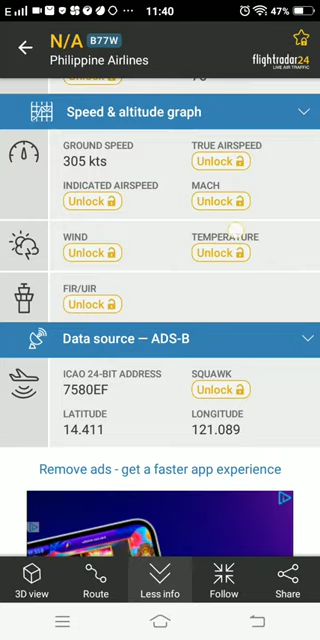 E 11:40 47%
N/A B77W
Philippine Airlines
flightradar24
LIVE AIR TRAFFIC
Speed & altitude graph
GROUND SPEED TRUE AIRSPEED
305 kts Unlock
INDICATED AIRSPEED MACH
Unlock Unlock
WIND TEMPERATURE
Unlock Unlock
FIR/UIR
Unlock
Data source — ADS-B
ICAO 24-BIT ADDRESS SQUAWK
7580EF Unlock
LATITUDE LONGITUDE
14.411 121.089
Remove ads - get a faster app experience
3D view Route Less info Follow Share